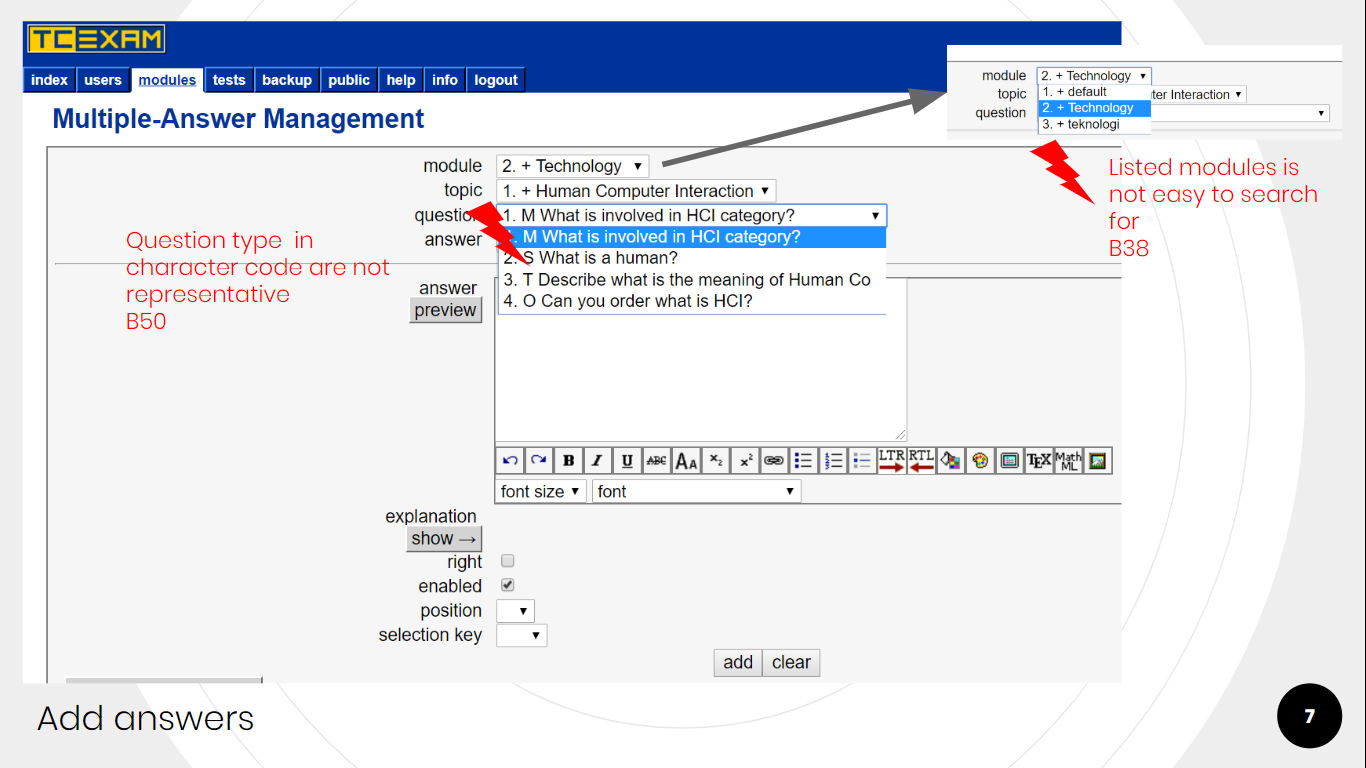 TCEXAM
index users modules tests backup public help info logout
Multiple-Answer Management
module 2. + Technology
topic 1. + Human Computer Interaction
question 1. M What is involved in HCI category?
answer . M What is involved in HCI category?
2. S What is a human?
3. T Describe what is the meaning of Human Co
4. O Can you order what is HCI?
answer
preview
B I U ABC AA x2 x2 LTR RTL TEX Math ML
font size font
explanation
show →
right
enabled
position
selection key
add clear
module 2. + Technology
topic 1. + default ter Interaction
question 2. + Technology
3. + teknologi
Listed modules is
not easy to search
for
B38
Question type in
character code are not
representative
B50
Add answers
7